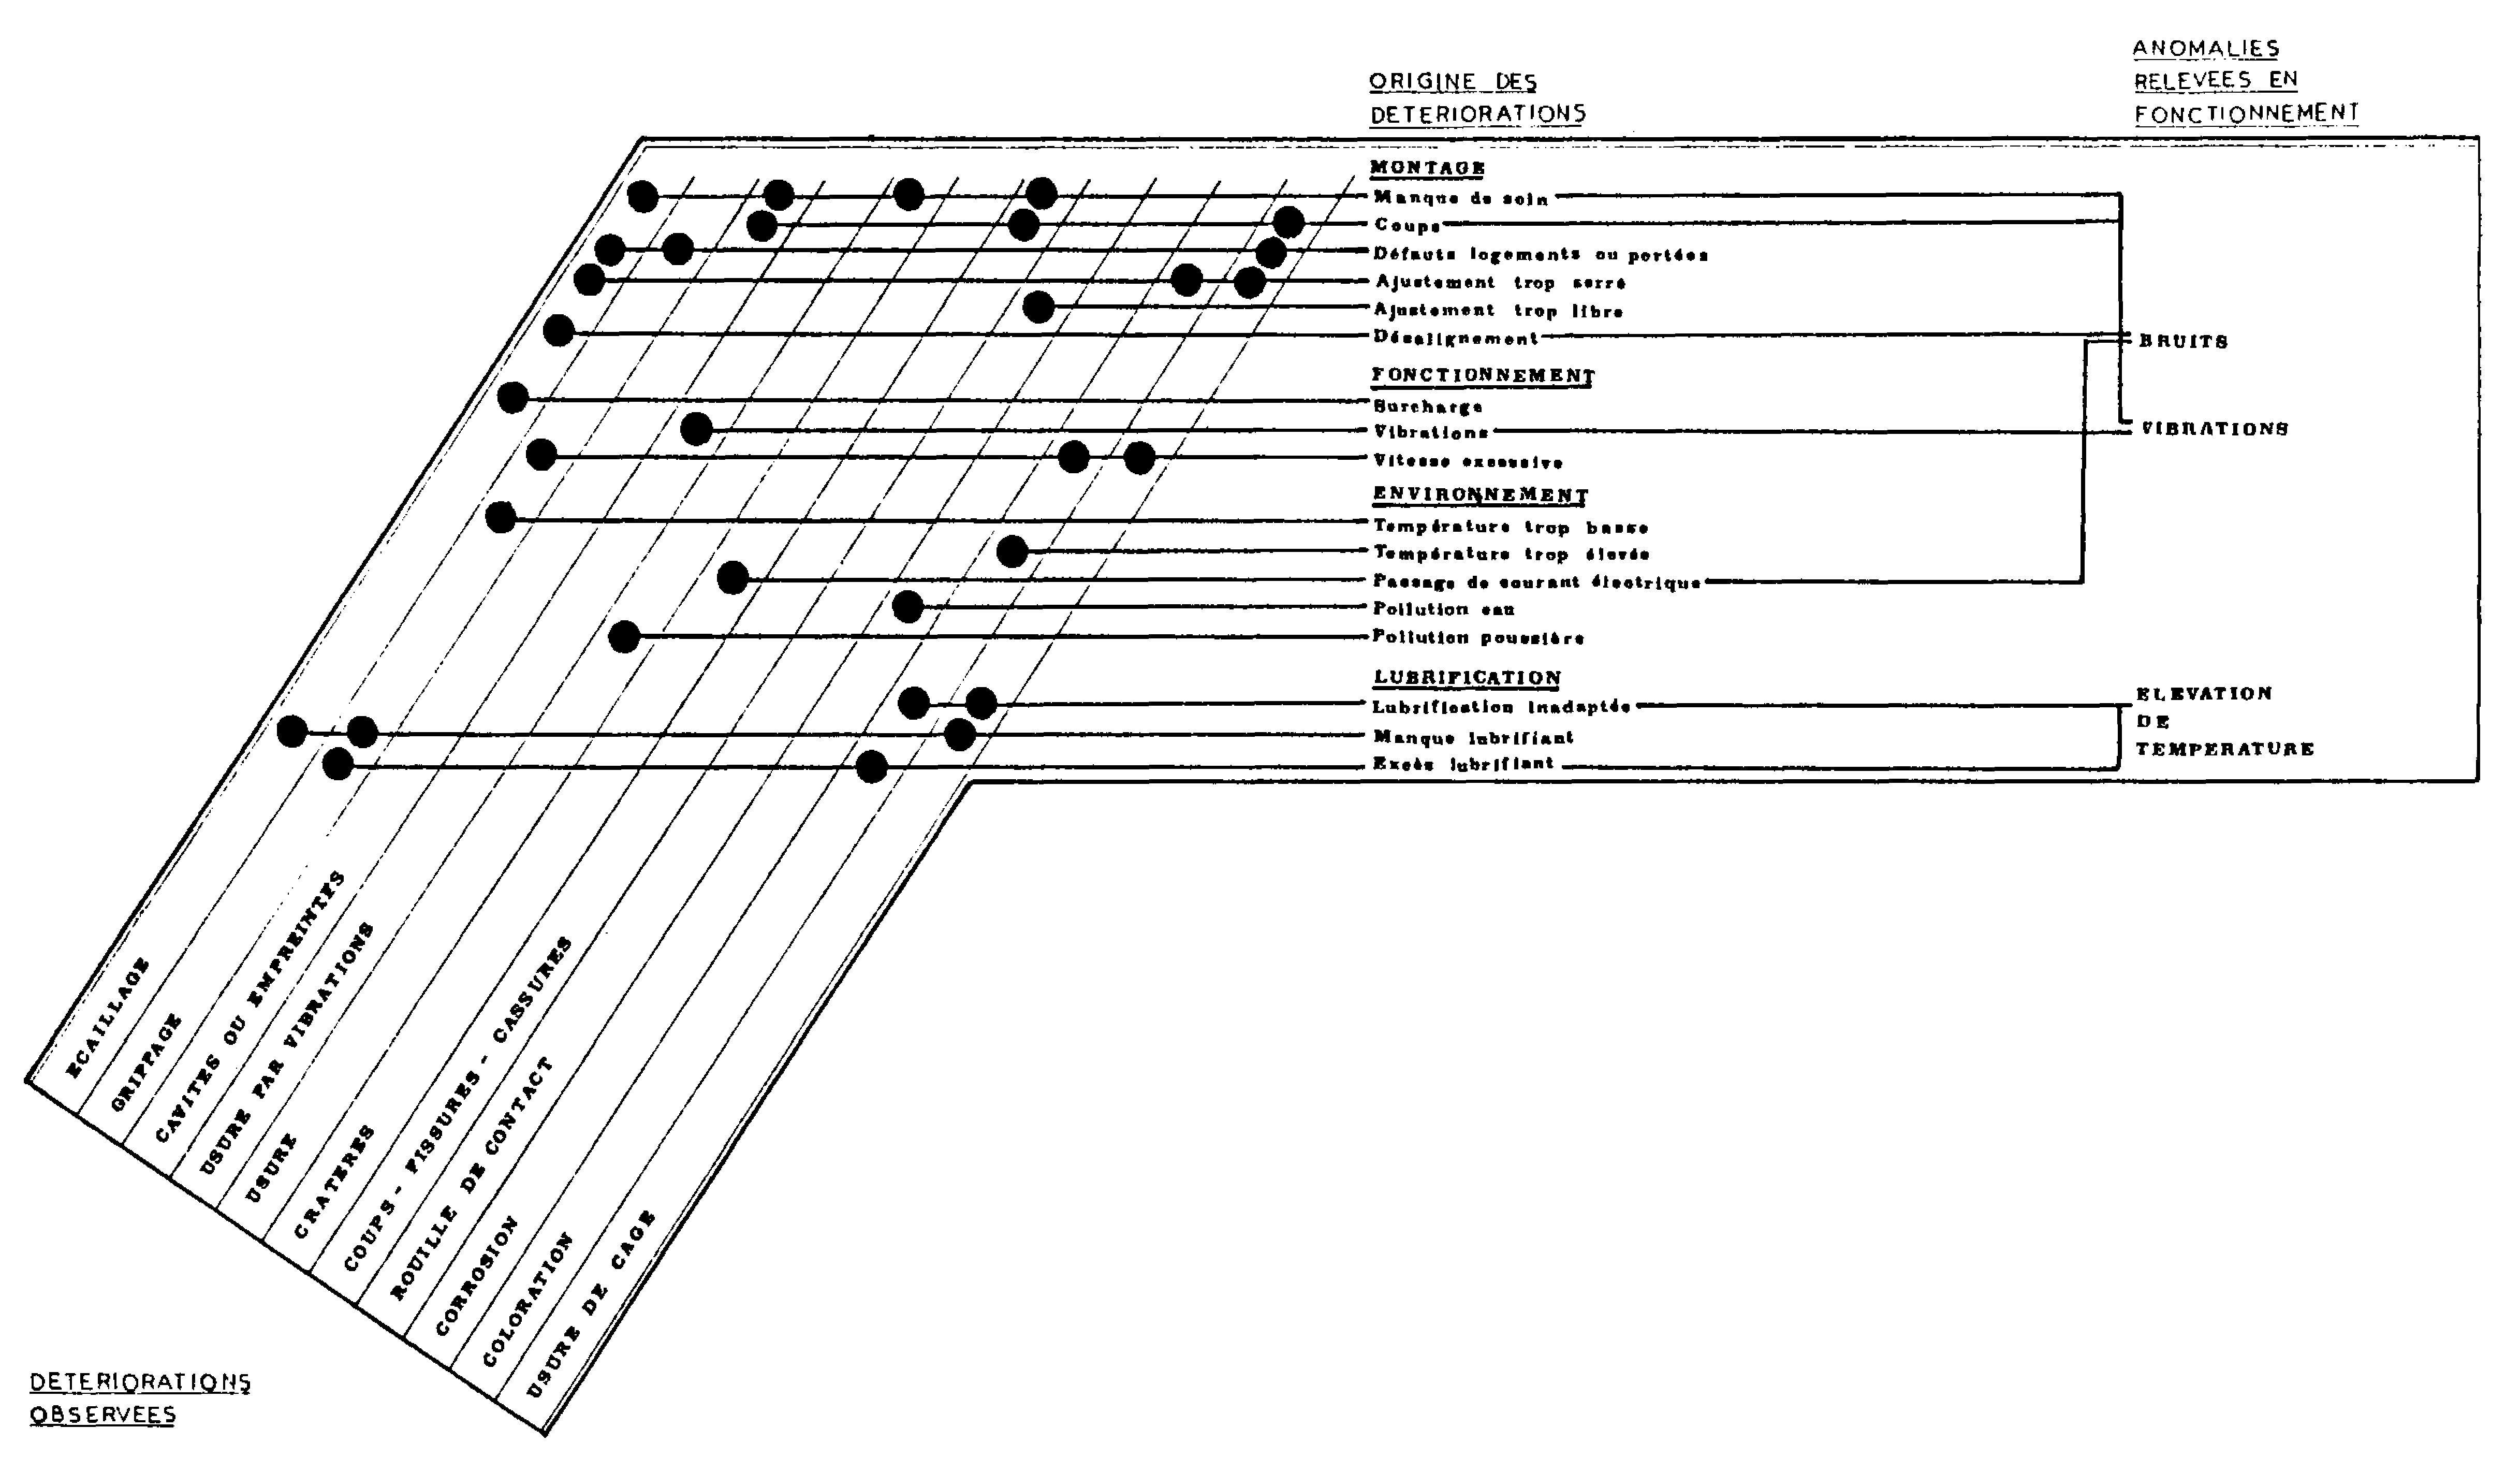 ANOMALIES
RELEVEES EN
FONCTIONNEMENT
ORIGINE DES
DETERIORATIONS
MONTAGE
Manque de soin
Coups
Défauts logements ou portées
Ajustement trop serré
Ajustement trop libre
Désalignement
BRUITS
FONCTIONNEMENT
Surcharge
Vibrations
VIBRATIONS
Vitesse excessive
ENVIRONNEMENT
Température trop basse
Température trop élevée
Passage de courant électrique
Pollution eau
Pollution poussière
LUBRIFICATION
Lubrification inadaptée
Manque lubrifiant
Excès lubrifiant
ELEVATION
DE
TEMPERATURE
ECAILLAGE
GRIPPAGE
CAVITES OU EMPREINTES
USURE PAR VIBRATIONS
USURE
CRATERES
COUPS - FISSURES - CASSURES
ROUILLE DE CONTACT
CORROSION
COLORATION
USURE DE CAGE
DETERIORATIONS
OBSERVEES